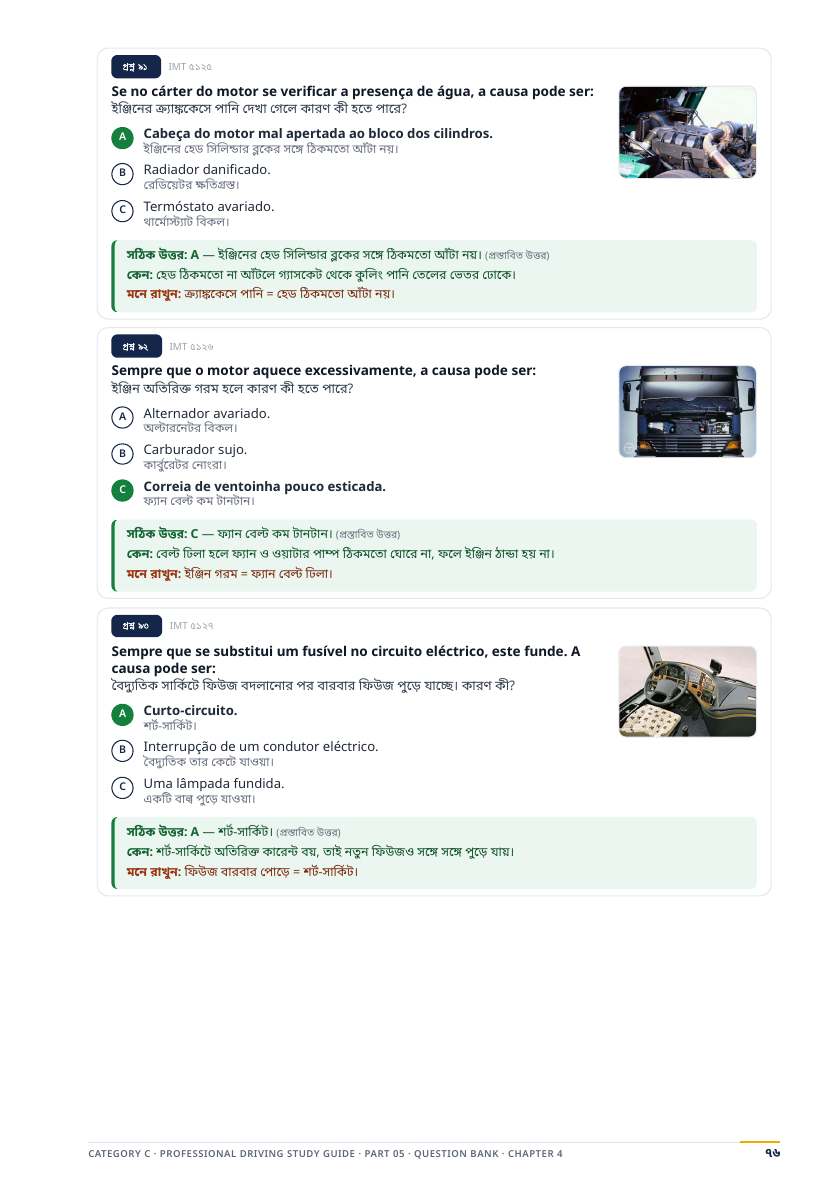 প্রশ্ন ৯১ IMT ৫১২৫
Se no cárter do motor se verificar a presença de água, a causa pode ser:
ইঞ্জিনের ক্র্যাঙ্ককেসে পানি দেখা গেলে কারণ কী হতে পারে?
A Cabeça do motor mal apertada ao bloco dos cilindros.
ইঞ্জিনের হেড সিলিন্ডার ব্লকের সঙ্গে ঠিকমতো আঁটা নয়।
B Radiador danificado.
রেডিয়েটর ক্ষতিগ্রস্ত।
C Termóstato avariado.
থার্মোস্ট্যাট বিকল।
সঠিক উত্তর: A — ইঞ্জিনের হেড সিলিন্ডার ব্লকের সঙ্গে ঠিকমতো আঁটা নয়। (প্রস্তাবিত উত্তর)
কেন: হেড ঠিকমতো না আঁটলে গ্যাসকেট থেকে কুলিং পানি তেলের ভেতর ঢোকে।
মনে রাখুন: ক্র্যাঙ্ককেসে পানি = হেড ঠিকমতো আঁটা নয়।
প্রশ্ন ৯২ IMT ৫১২৬
Sempre que o motor aquece excessivamente, a causa pode ser:
ইঞ্জিন অতিরিক্ত গরম হলে কারণ কী হতে পারে?
A Alternador avariado.
অল্টারনেটর বিকল।
B Carburador sujo.
কার্বুরেটর নোংরা।
C Correia de ventoinha pouco esticada.
ফ্যান বেল্ট কম টানটান।
সঠিক উত্তর: C — ফ্যান বেল্ট কম টানটান। (প্রস্তাবিত উত্তর)
কেন: বেল্ট ঢিলা হলে ফ্যান ও ওয়াটার পাম্প ঠিকমতো ঘোরে না, ফলে ইঞ্জিন ঠান্ডা হয় না।
মনে রাখুন: ইঞ্জিন গরম = ফ্যান বেল্ট ঢিলা।
প্রশ্ন ৯৩ IMT ৫১২৭
Sempre que se substitui um fusível no circuito eléctrico, este funde. A
causa pode ser:
বৈদ্যুতিক সার্কিটে ফিউজ বদলানোর পর বারবার ফিউজ পুড়ে যাচ্ছে। কারণ কী?
A Curto-circuito.
শর্ট-সার্কিট।
B Interrupção de um condutor eléctrico.
বৈদ্যুতিক তার কেটে যাওয়া।
C Uma lâmpada fundida.
একটি বাল্ব পুড়ে যাওয়া।
সঠিক উত্তর: A — শর্ট-সার্কিট। (প্রস্তাবিত উত্তর)
কেন: শর্ট-সার্কিটে অতিরিক্ত কারেন্ট বয়, তাই নতুন ফিউজও সঙ্গে সঙ্গে পুড়ে যায়।
মনে রাখুন: ফিউজ বারবার পোড়ে = শর্ট-সার্কিট।
CATEGORY C · PROFESSIONAL DRIVING STUDY GUIDE · PART 05 · QUESTION BANK · CHAPTER 4 ৭৬